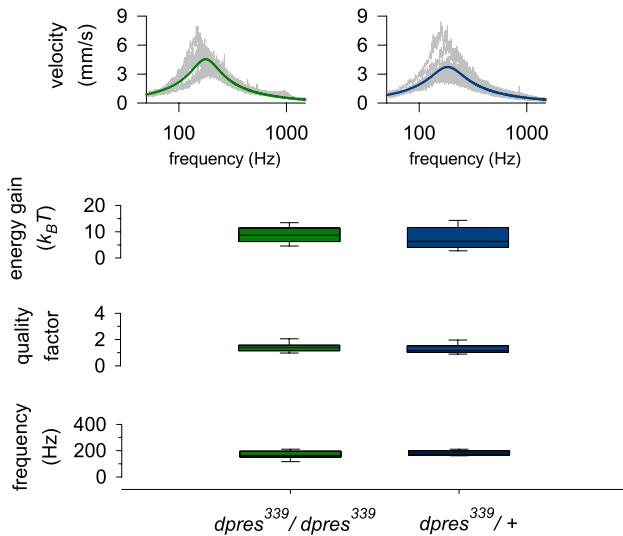 velocity
(mm/s)
9
6
3
0
100
1000
frequency (Hz)
9
6
3
0
100
1000
frequency (Hz)
energy gain
(kBT)
20
10
0
quality
factor
4
2
0
frequency
(Hz)
400
200
0
dpres339/ dpres339
dpres339/ +